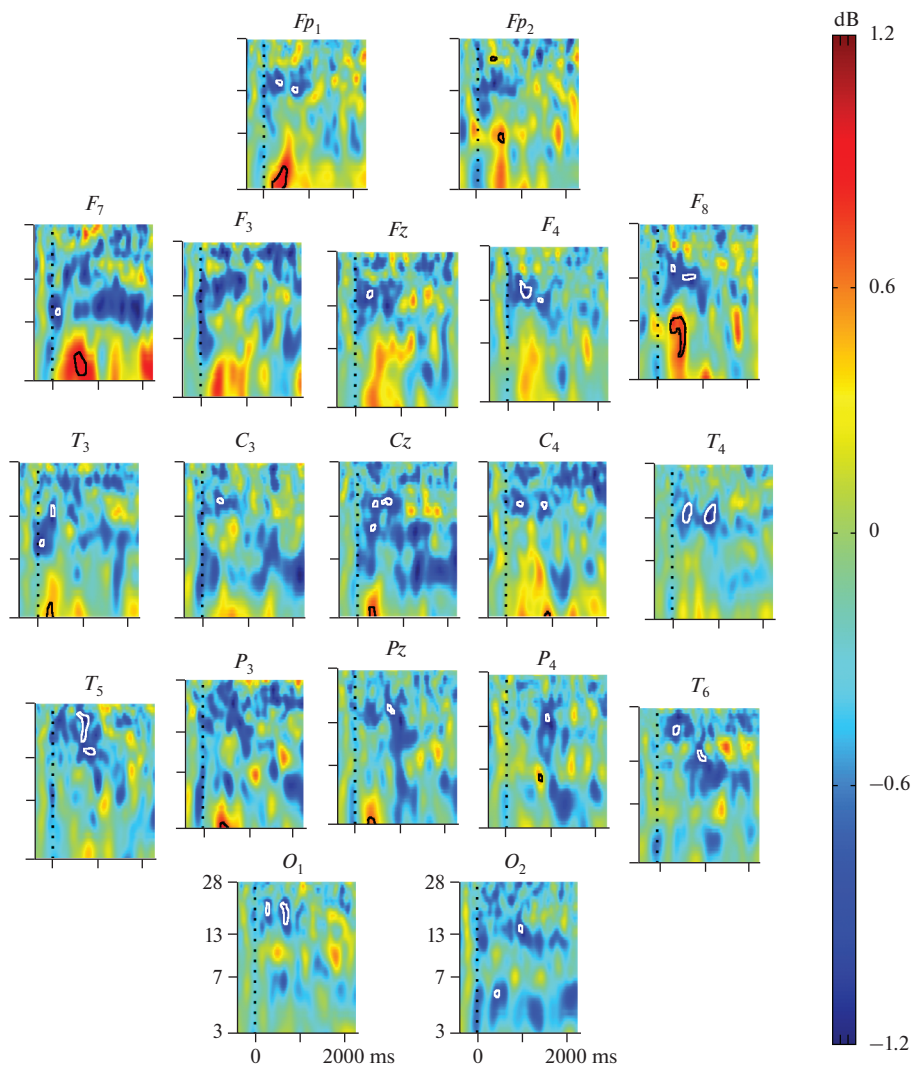 dB
Fp₁ Fp₂ 1.2
F₇ F₃ Fz F₄ F₈
0.6
T₃ C₃ Cz C₄ T₄
0
T₅ P₃ Pz P₄ T₆
−0.6
O₁ O₂
28 28
13 13
7 7
3 3
−1.2
0 2000 ms 0 2000 ms